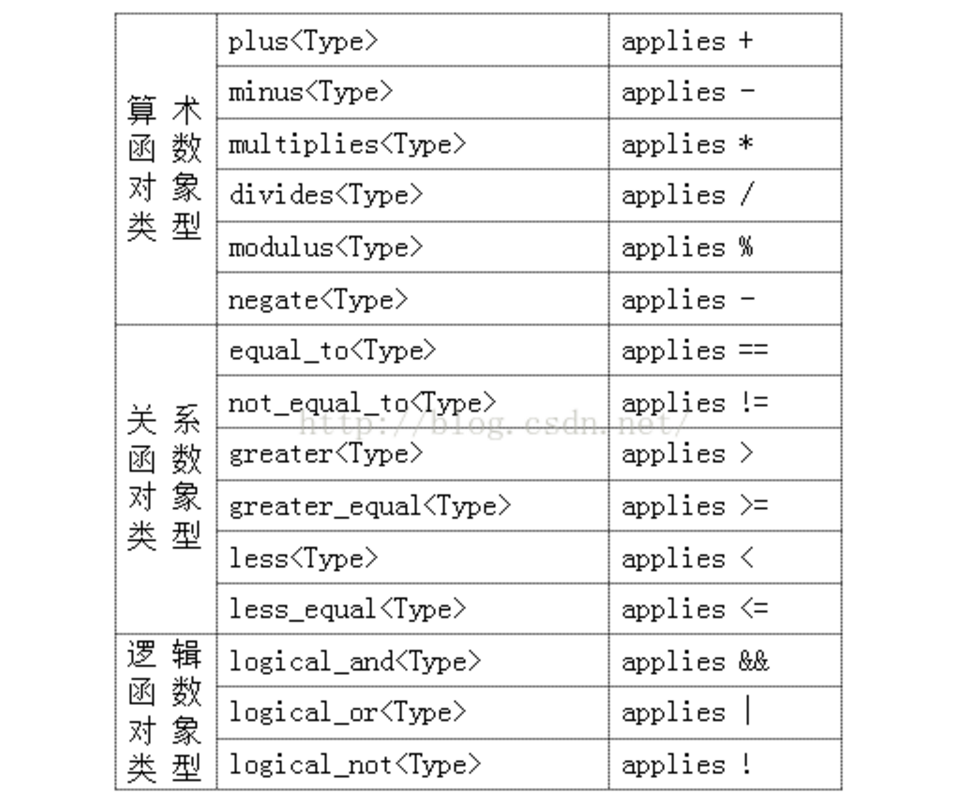 算术
函数
对象
类型
plus<Type> applies +
minus<Type> applies -
multiplies<Type> applies *
divides<Type> applies /
modulus<Type> applies %
negate<Type> applies -
关系
函数
对象
类型
equal_to<Type> applies ==
not_equal_to<Type> applies !=
http://blog.csdn.net/
greater<Type> applies >
greater_equal<Type> applies >=
less<Type> applies <
less_equal<Type> applies <=
逻辑
函数
对象
类型
logical_and<Type> applies &&
logical_or<Type> applies |
logical_not<Type> applies !